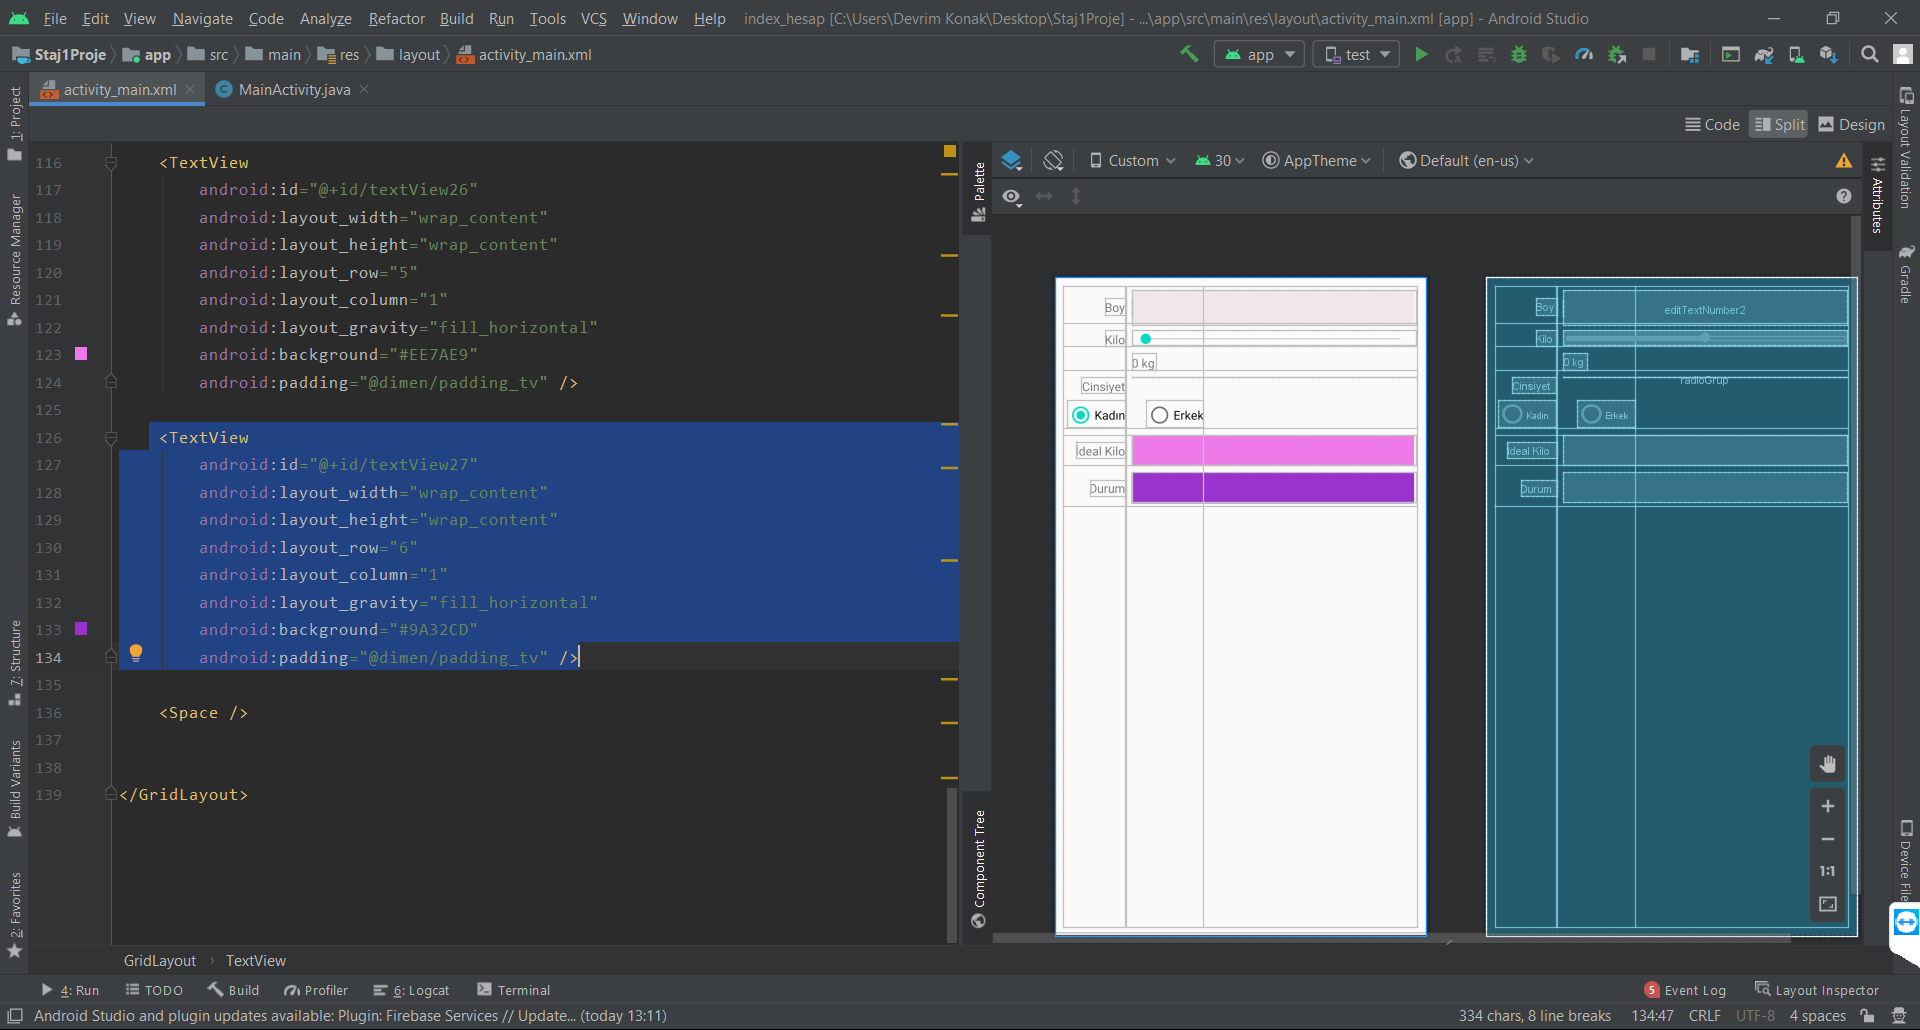 File Edit View Navigate Code Analyze Refactor Build Run Tools VCS Window Help index_hesap [C:\Users\Devrim Konak\Desktop\Staj1Proje] - ...\app\src\main\res\layout\activity_main.xml [app] - Android Studio
Staj1Proje app src main res layout activity_main.xml app test
activity_main.xml MainActivity.java
Code Split Design
1: Project
Resource Manager
7: Structure
Build Variants
2: Favorites
116 <TextView
117 android:id="@+id/textView26"
118 android:layout_width="wrap_content"
119 android:layout_height="wrap_content"
120 android:layout_row="5"
121 android:layout_column="1"
122 android:layout_gravity="fill_horizontal"
123 android:background="#EE7AE9"
124 android:padding="@dimen/padding_tv" />
125
126 <TextView
127 android:id="@+id/textView27"
128 android:layout_width="wrap_content"
129 android:layout_height="wrap_content"
130 android:layout_row="6"
131 android:layout_column="1"
132 android:layout_gravity="fill_horizontal"
133 android:background="#9A32CD"
134 android:padding="@dimen/padding_tv" />
135
136 <Space />
137
138
139 </GridLayout>
Palette
Component Tree
Custom 30 AppTheme Default (en-us)
Boy
Kilo
0 kg
Cinsiyet
Kadın Erkek
İdeal Kilo
Durum
Boy editTextNumber2
Kilo
0 kg
Cinsiyet radioGrup
Kadın Erkek
İdeal Kilo
Durum
1:1
Attributes
Layout Validation
Gradle
Device File
GridLayout TextView
4: Run TODO Build Profiler 6: Logcat Terminal 5 Event Log Layout Inspector
Android Studio and plugin updates available: Plugin: Firebase Services // Update... (today 13:11) 334 chars, 8 line breaks 134:47 CRLF UTF-8 4 spaces